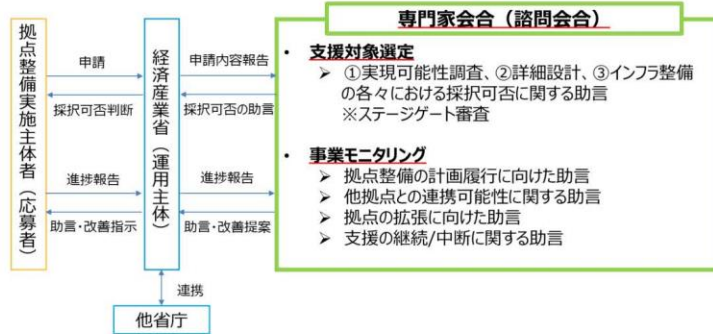 専門家会合（諮問会合）
拠点整備実施主体者（応募者）
申請
採択可否判断
進捗報告
助言・改善指示
経済産業省（運用主体）
申請内容報告
採択可否の助言
進捗報告
助言・改善提案
連携
他省庁
• 支援対象選定
➢ ①実現可能性調査、②詳細設計、③インフラ整備
の各々における採択可否に関する助言
※ステージゲート審査
• 事業モニタリング
➢ 拠点整備の計画履行に向けた助言
➢ 他拠点との連携可能性に関する助言
➢ 拠点の拡張に向けた助言
➢ 支援の継続/中断に関する助言